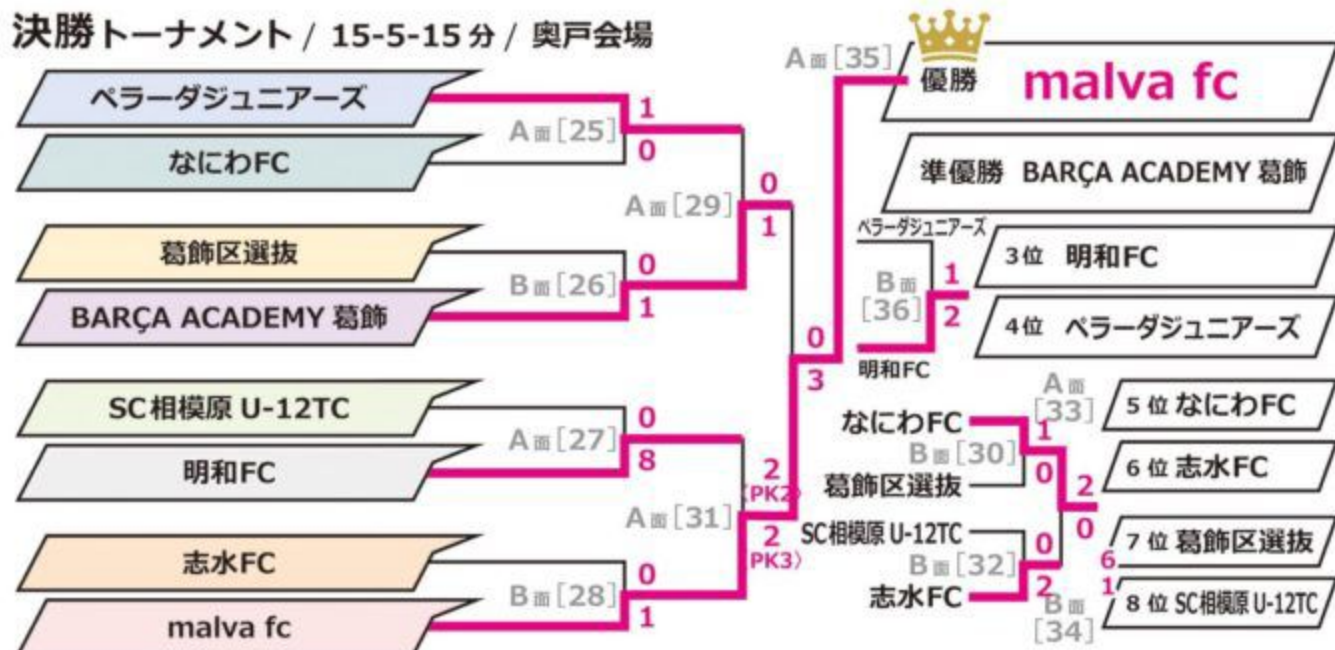 決勝トーナメント / 15-5-15分 / 奥戸会場
ペラーダジュニアーズ
なにわFC
葛飾区選抜
BARÇA ACADEMY 葛飾
SC相模原 U-12TC
明和FC
志水FC
malva fc
A面[25]
1
0
B面[26]
0
1
A面[27]
0
8
B面[28]
0
1
A面[29]
0
1
A面[31]
2
(PK2)
2
(PK3)
0
3
A面[35]
優勝 malva fc
準優勝 BARÇA ACADEMY 葛飾
ペラーダジュニアーズ
B面
[36]
1
2
明和FC
3位 明和FC
4位 ペラーダジュニアーズ
なにわFC
B面[30]
1
0
葛飾区選抜
SC相模原 U-12TC
B面[32]
0
2
志水FC
A面
[33]
2
0
B面
[34]
6
1
5位 なにわFC
6位 志水FC
7位 葛飾区選抜
8位 SC相模原 U-12TC